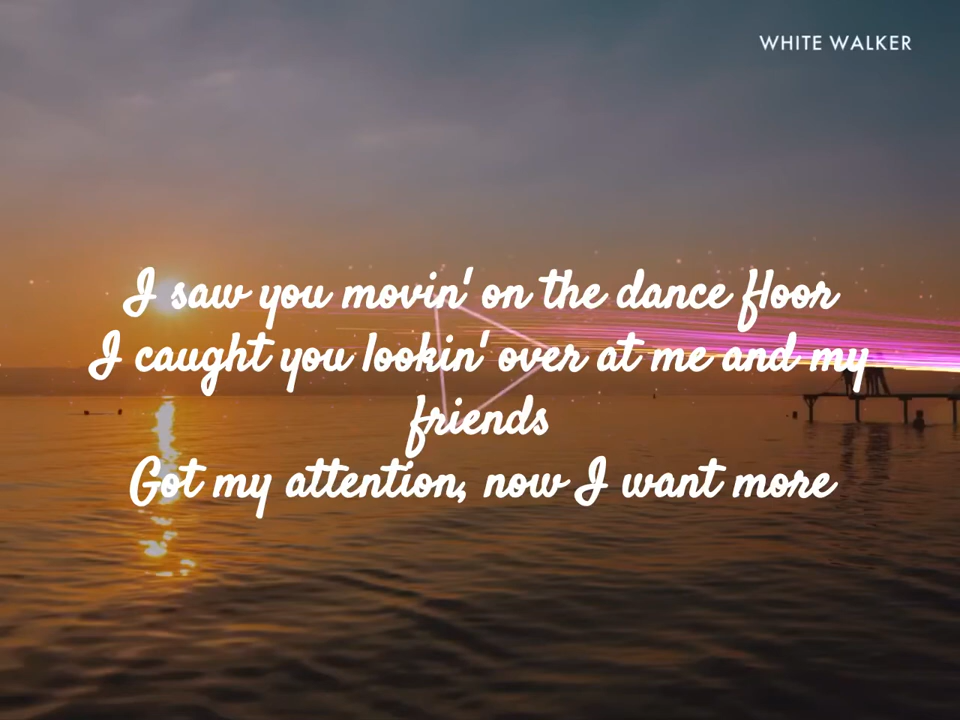 WHITE WALKER
I saw you movin' on the dance floor
I caught you lookin' over at me and my
friends
Got my attention, now I want more